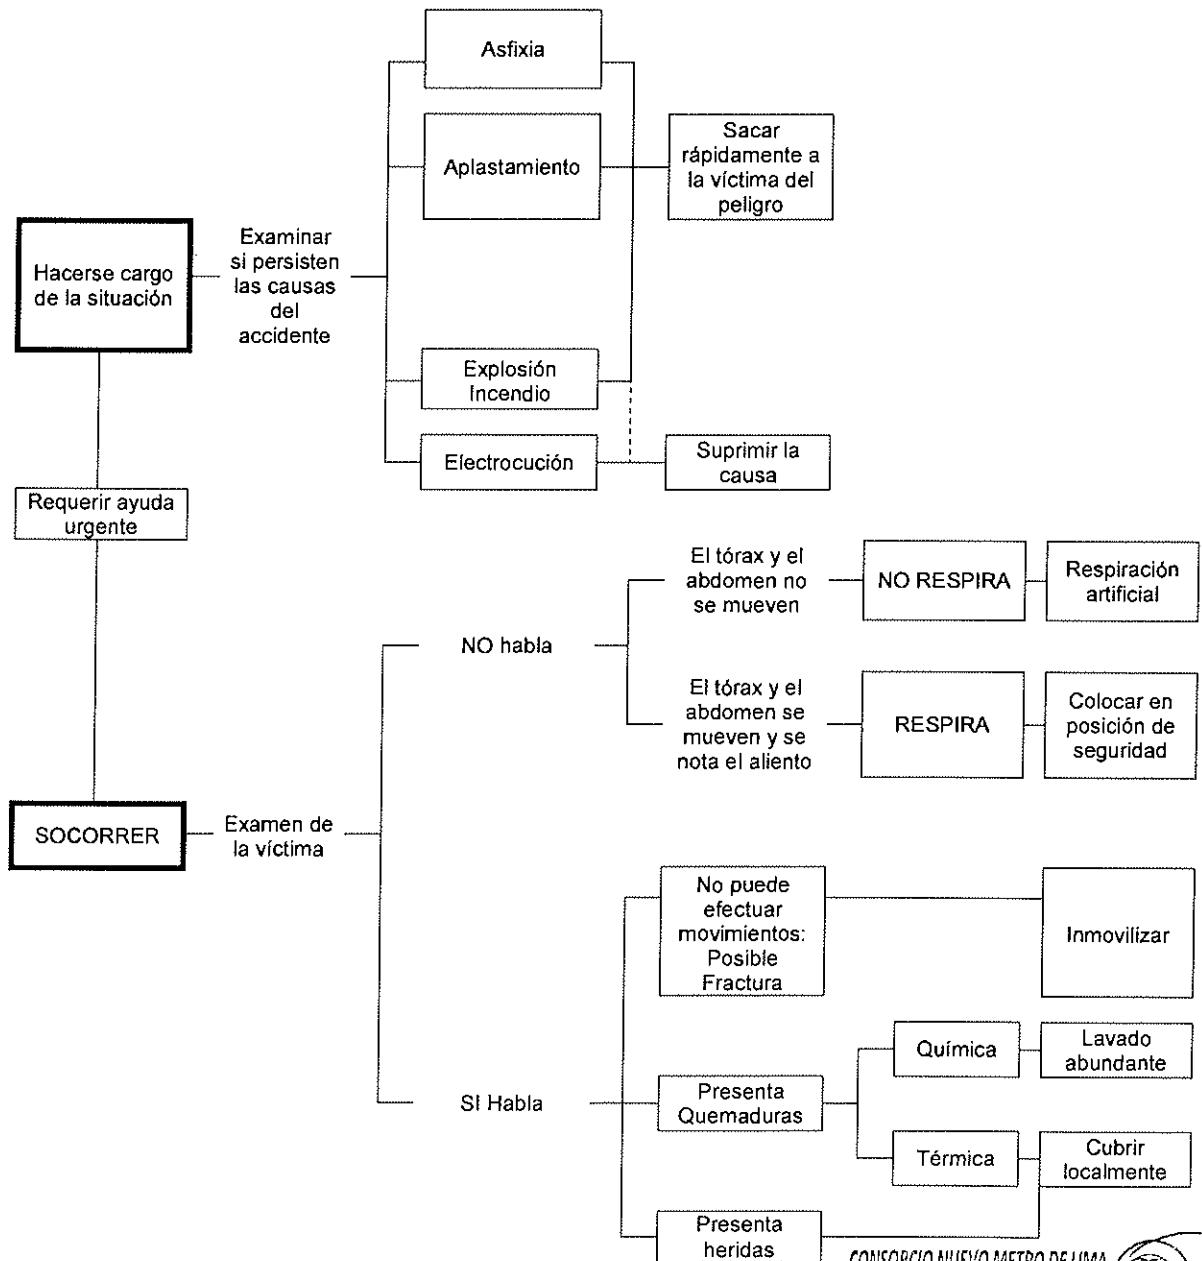 Asfixia
Aplastamiento
Sacar
rápidamente a
la víctima del
peligro
Hacerse cargo
de la situación
Examinar
si persisten
las causas
del
accidente
Explosión
Incendio
Electrocución
Suprimir la
causa
Requerir ayuda
urgente
El tórax y el
abdomen no
se mueven
NO RESPIRA
Respiración
artificial
NO habla
El tórax y el
abdomen se
mueven y se
nota el aliento
RESPIRA
Colocar en
posición de
seguridad
SOCORRER
Examen de
la víctima
No puede
efectuar
movimientos:
Posible
Fractura
Inmovilizar
Química
Lavado
abundante
SI Habla
Presenta
Quemaduras
Térmica
Cubrir
localmente
Presenta
heridas
CONSORCIO NUEVO METRO DE LIMA